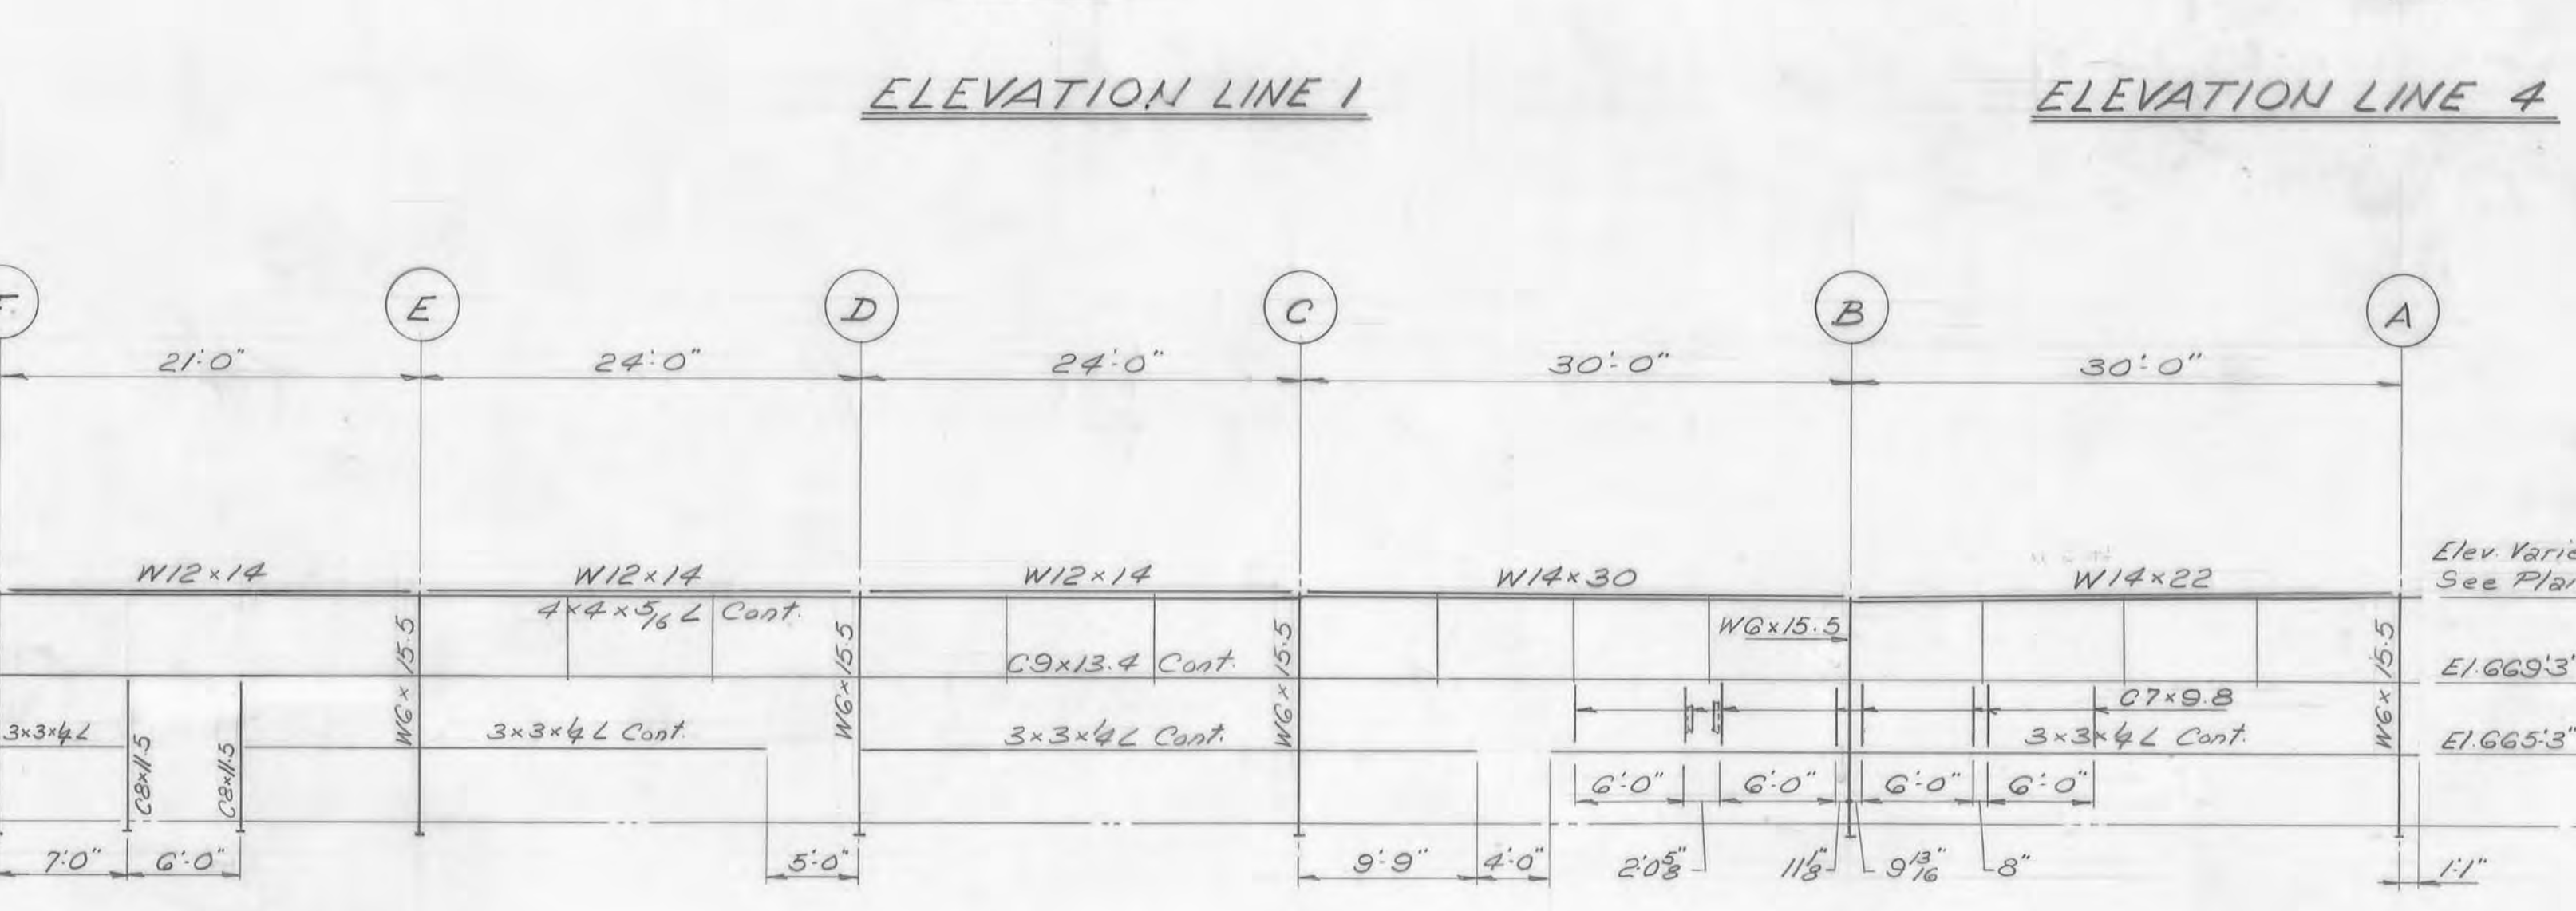 ELEVATION LINE 1
ELEVATION LINE 4
E
D
C
B
A
21'-0"
24'-0"
24'-0"
30'-0"
30'-0"
W12×14
W12×14
W12×14
W14×30
W14×22
Elev.
See
4×4×5/16 L Cont.
W6×15.5
W6×15.5
W6×15.5
W6×15.5
W6×15.5
C9×13.4 Cont.
El. 669'-3"
C7×9.8
3×3×1/4 L
3×3×1/4 L Cont.
3×3×1/4 L Cont.
3×3×1/4 L Cont.
El. 665'-3"
C8×11.5
C8×11.5
6'-0"
6'-0"
6'-0"
6'-0"
7'-0"
6'-0"
5'-0"
9'-9"
4'-0"
2'-0 5/8"
11 1/8"
9 13/16"
8"
1'-1"